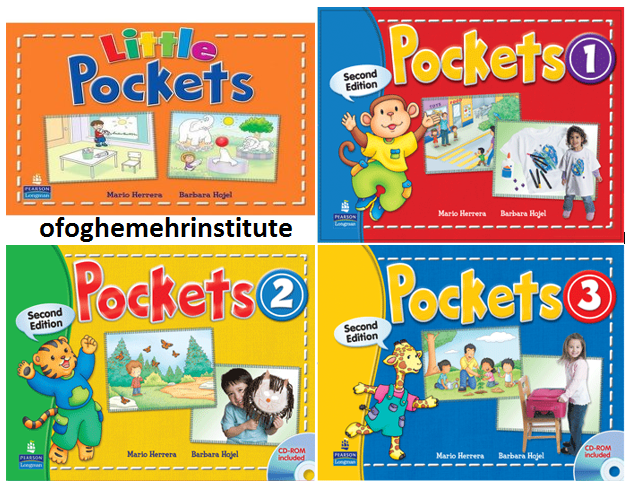 Little
Pockets
Mario Herrera Barbara Hojel
PEARSON
Longman
Pockets 1
Second
Edition
Mario Herrera Barbara Hojel
PEARSON
Longman
ofoghemehrinstitute
Pockets 2
Second
Edition
Mario Herrera Barbara Hojel
PEARSON
Longman
CD-ROM
included
Pockets 3
Second
Edition
Mario Herrera Barbara Hojel
PEARSON
Longman
CD-ROM
included